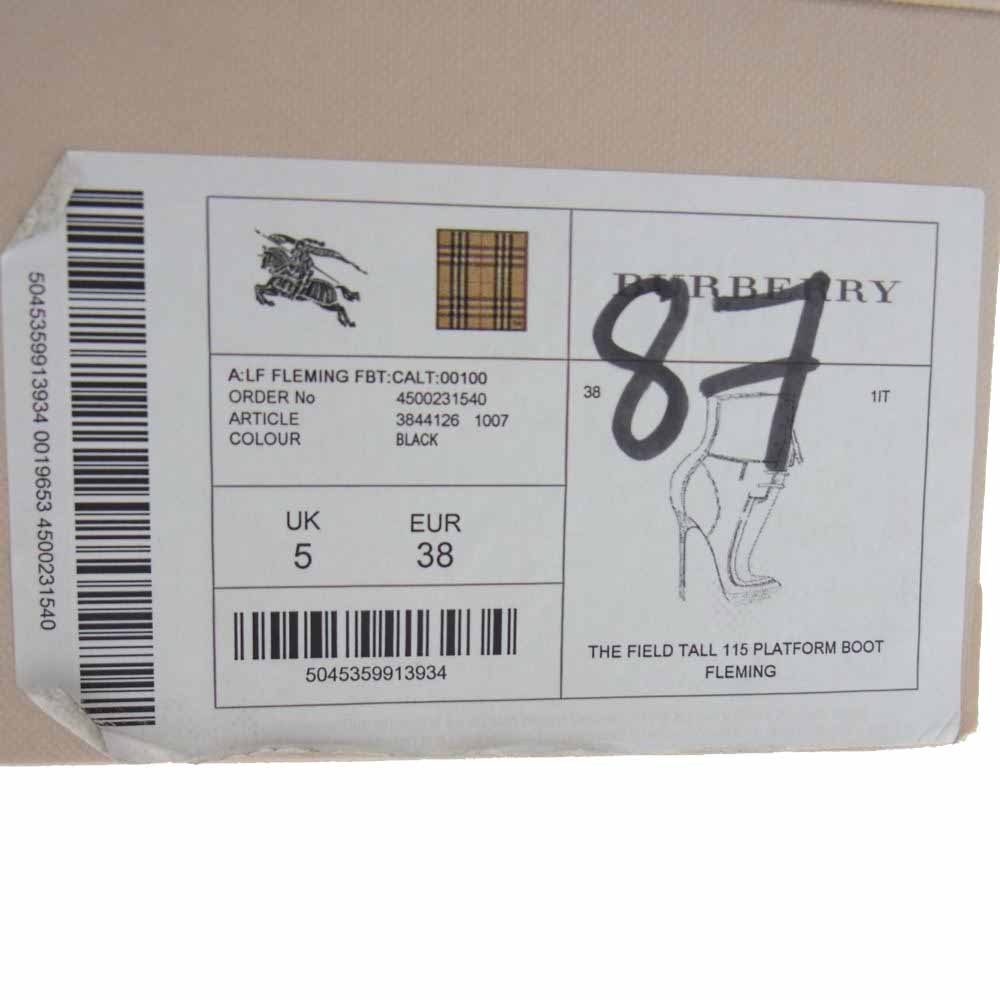 5045359913934 0019653 4500231540
BURBERRY
87
A:LF FLEMING FBT:CALT:00100
ORDER No 4500231540
ARTICLE 3844126 1007
COLOUR BLACK
38 1IT
UK EUR
5 38
5045359913934
THE FIELD TALL 115 PLATFORM BOOT
FLEMING